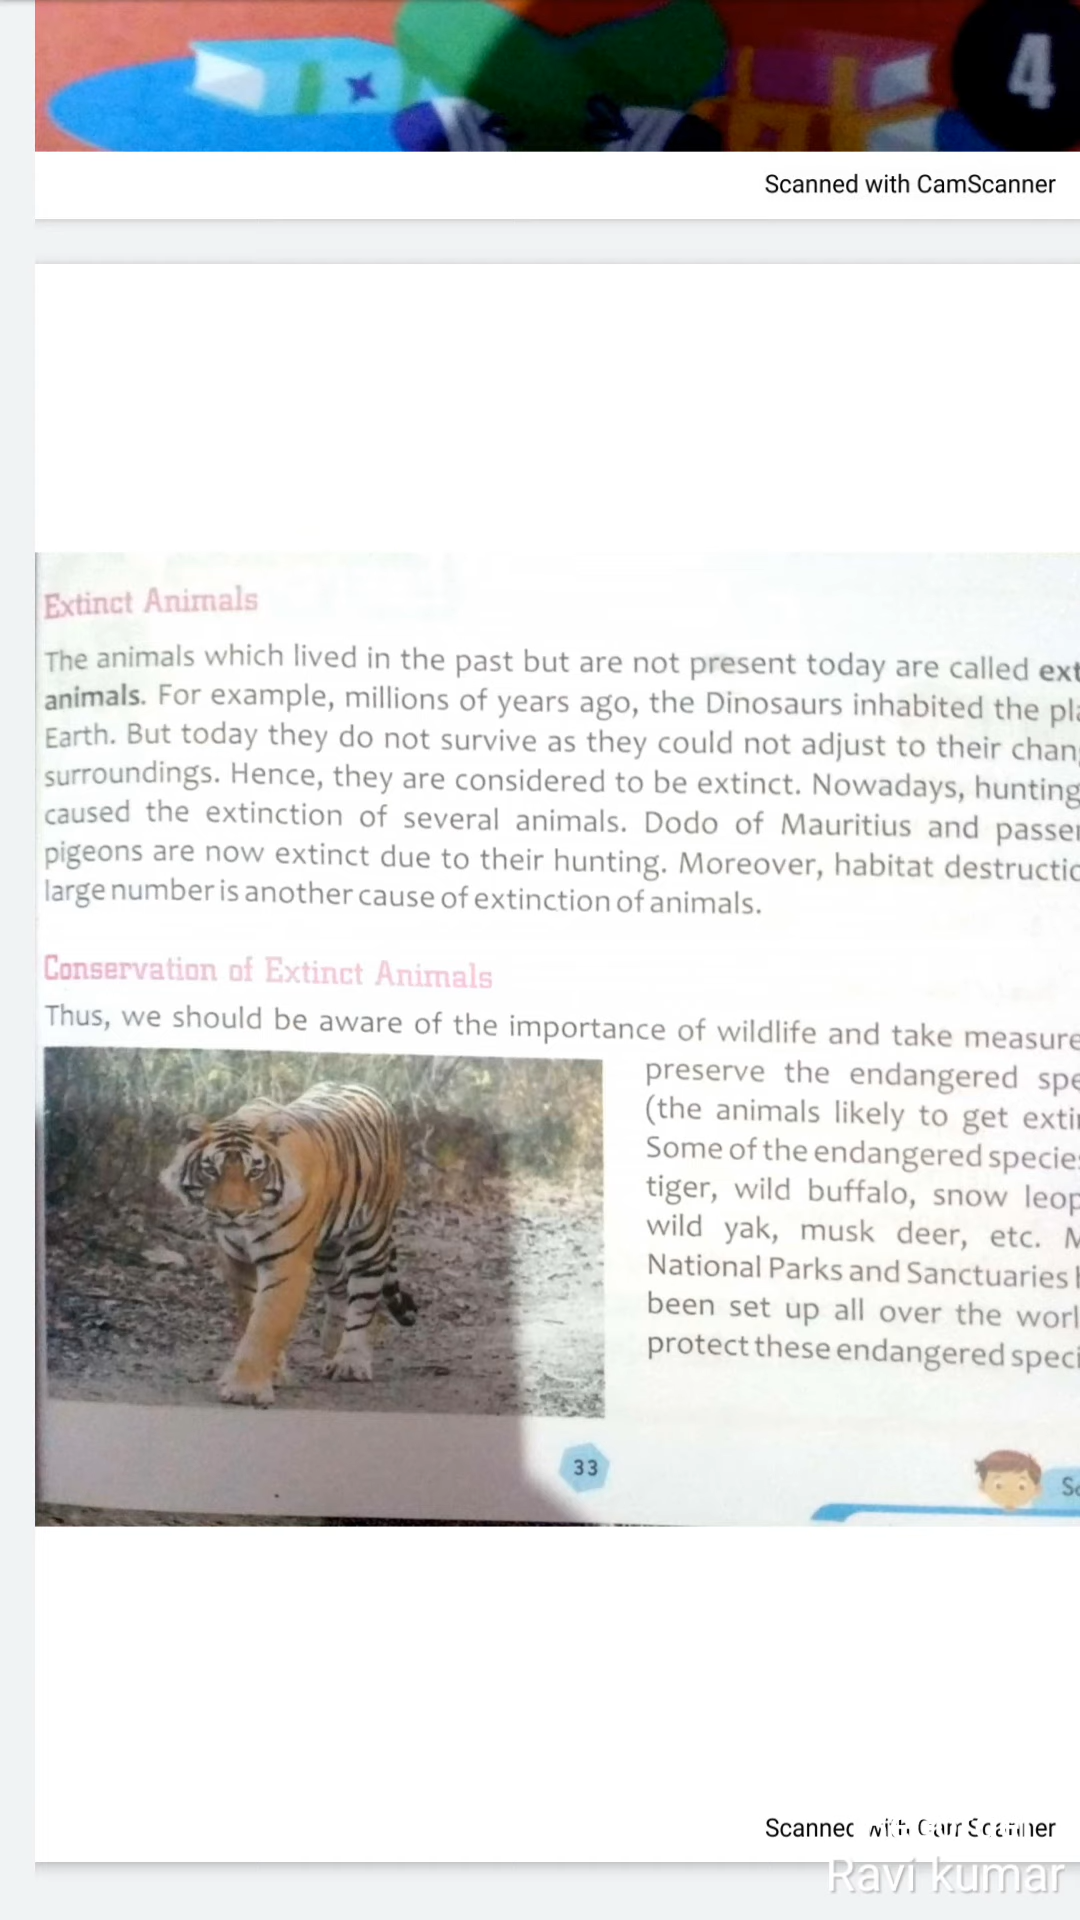 4
Scanned with CamScanner
Extinct Animals
The animals which lived in the past but are not present today are called ext
animals. For example, millions of years ago, the Dinosaurs inhabited the pla
Earth. But today they do not survive as they could not adjust to their chan
surroundings. Hence, they are considered to be extinct. Nowadays, hunting
caused the extinction of several animals. Dodo of Mauritius and passe
pigeons are now extinct due to their hunting. Moreover, habitat destructio
large number is another cause of extinction of animals.
Conservation of Extinct Animals
Thus, we should be aware of the importance of wildlife and take measure
preserve the endangered spe
(the animals likely to get exti
Some of the endangered species
tiger, wild buffalo, snow leop
wild yak, musk deer, etc. M
National Parks and Sanctuaries h
been set up all over the worl
protect these endangered speci
33
Sc
Scanned with CamScanner
Ravi kumar